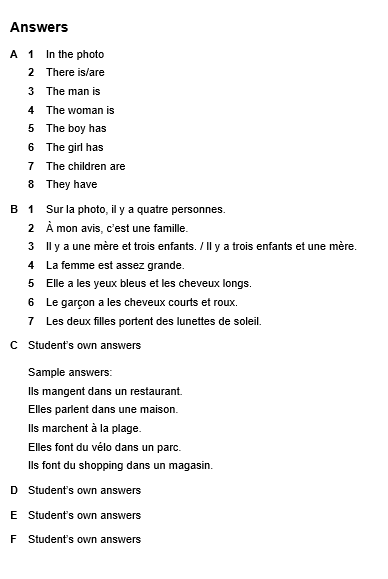 Answers
A 1 In the photo
2 There is/are
3 The man is
4 The woman is
5 The boy has
6 The girl has
7 The children are
8 They have
B 1 Sur la photo, il y a quatre personnes.
2 À mon avis, c'est une famille.
3 Il y a une mère et trois enfants. / Il y a trois enfants et une mère.
4 La femme est assez grande.
5 Elle a les yeux bleus et les cheveux longs.
6 Le garçon a les cheveux courts et roux.
7 Les deux filles portent des lunettes de soleil.
C Student's own answers
Sample answers:
Ils mangent dans un restaurant.
Elles parlent dans une maison.
Ils marchent à la plage.
Elles font du vélo dans un parc.
Ils font du shopping dans un magasin.
D Student's own answers
E Student's own answers
F Student's own answers